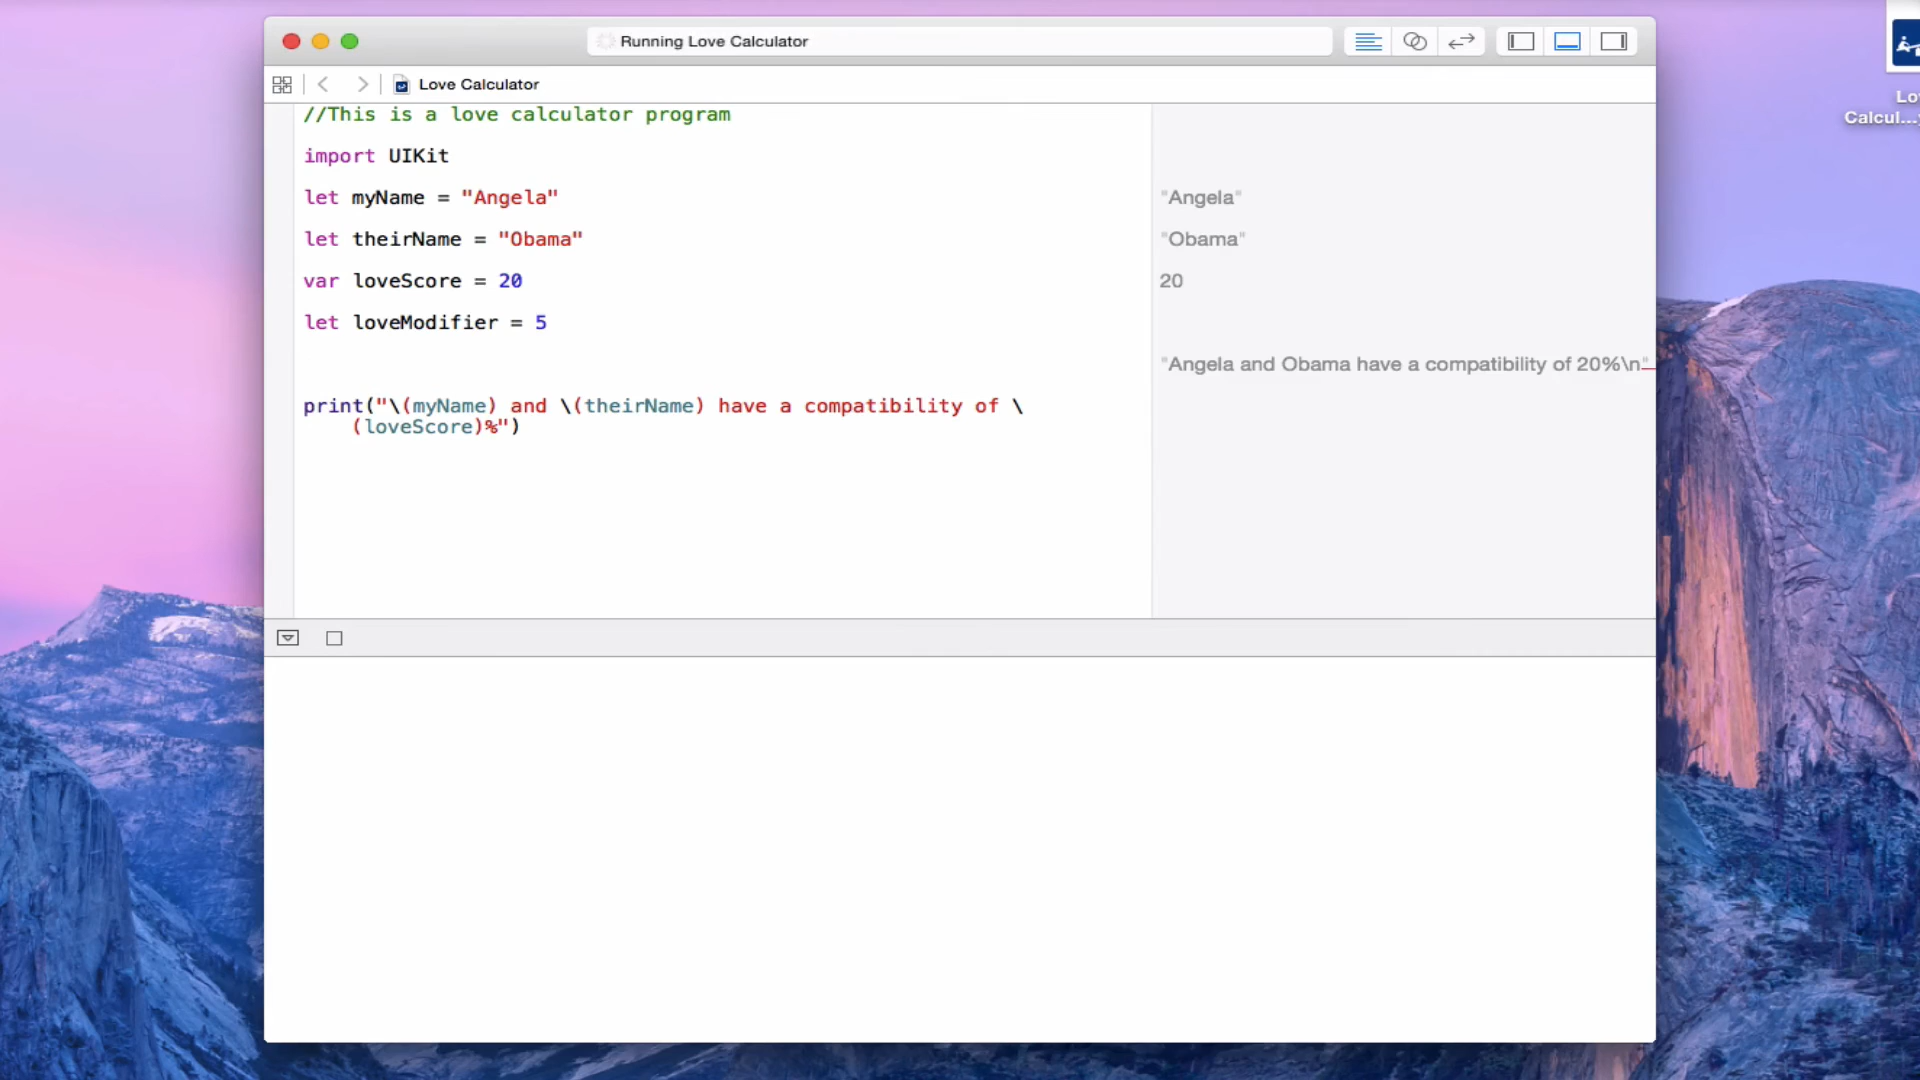 Running Love Calculator
Love Calculator
//This is a love calculator program
import UIKit
let myName = "Angela"
"Angela"
let theirName = "Obama"
"Obama"
var loveScore = 20
20
let loveModifier = 5
"Angela and Obama have a compatibility of 20%\n"
print("\(myName) and \(theirName) have a compatibility of \
(loveScore)%")
Calcul...